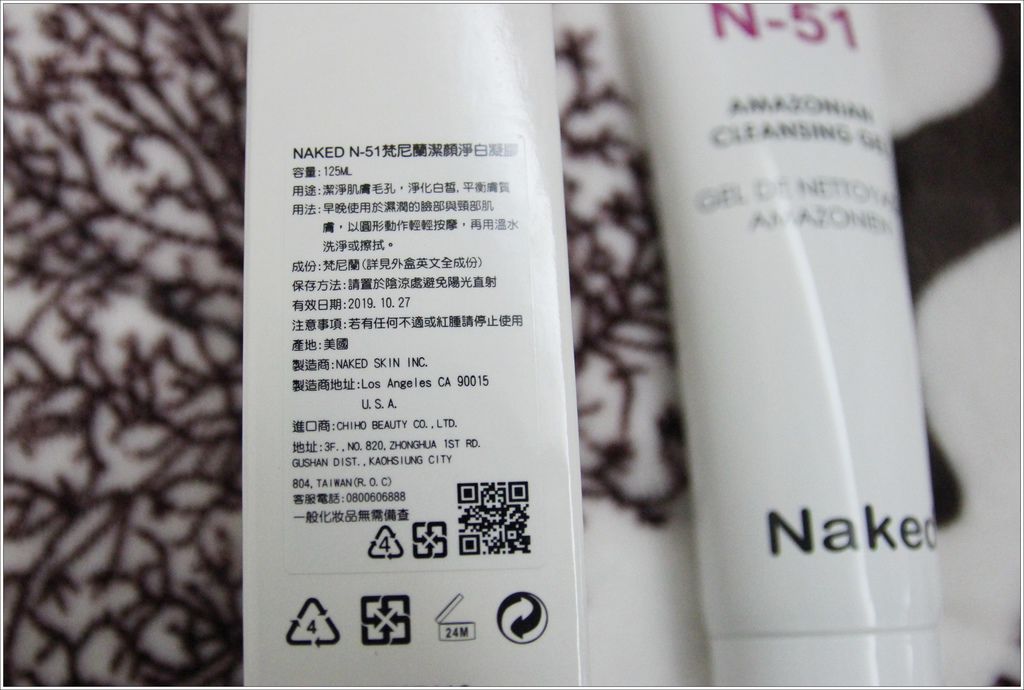 NAKED N-51梵尼蘭潔顏淨白凝膠
容量:125ML
用途:潔淨肌膚毛孔，淨化白皙,平衡膚質
用法:早晚使用於濕潤的臉部與頸部肌
膚，以圓形動作輕輕按摩，再用溫水
洗淨或擦拭。
成份:梵尼蘭(詳見外盒英文全成份)
保存方法:請置於陰涼處避免陽光直射
有效日期:2019.10.27
注意事項:若有任何不適或紅腫請停止使用
產地:美國
製造商:NAKED SKIN INC.
製造商地址:Los Angeles CA 90015
U.S.A.
進口商:CHIHO BEAUTY CO.,LTD.
地址:3F.,NO.820,ZHONGHUA 1ST RD.
GUSHAN DIST.,KAOHSIUNG CITY
804,TAIWAN(R.O.C)
客服電話:0800606888
一般化妝品無需備查
4
4
24M
N-51
AMAZONIAN
CLEANSING GE
GEL DE NETTOYA
AMAZONIEN
Naked